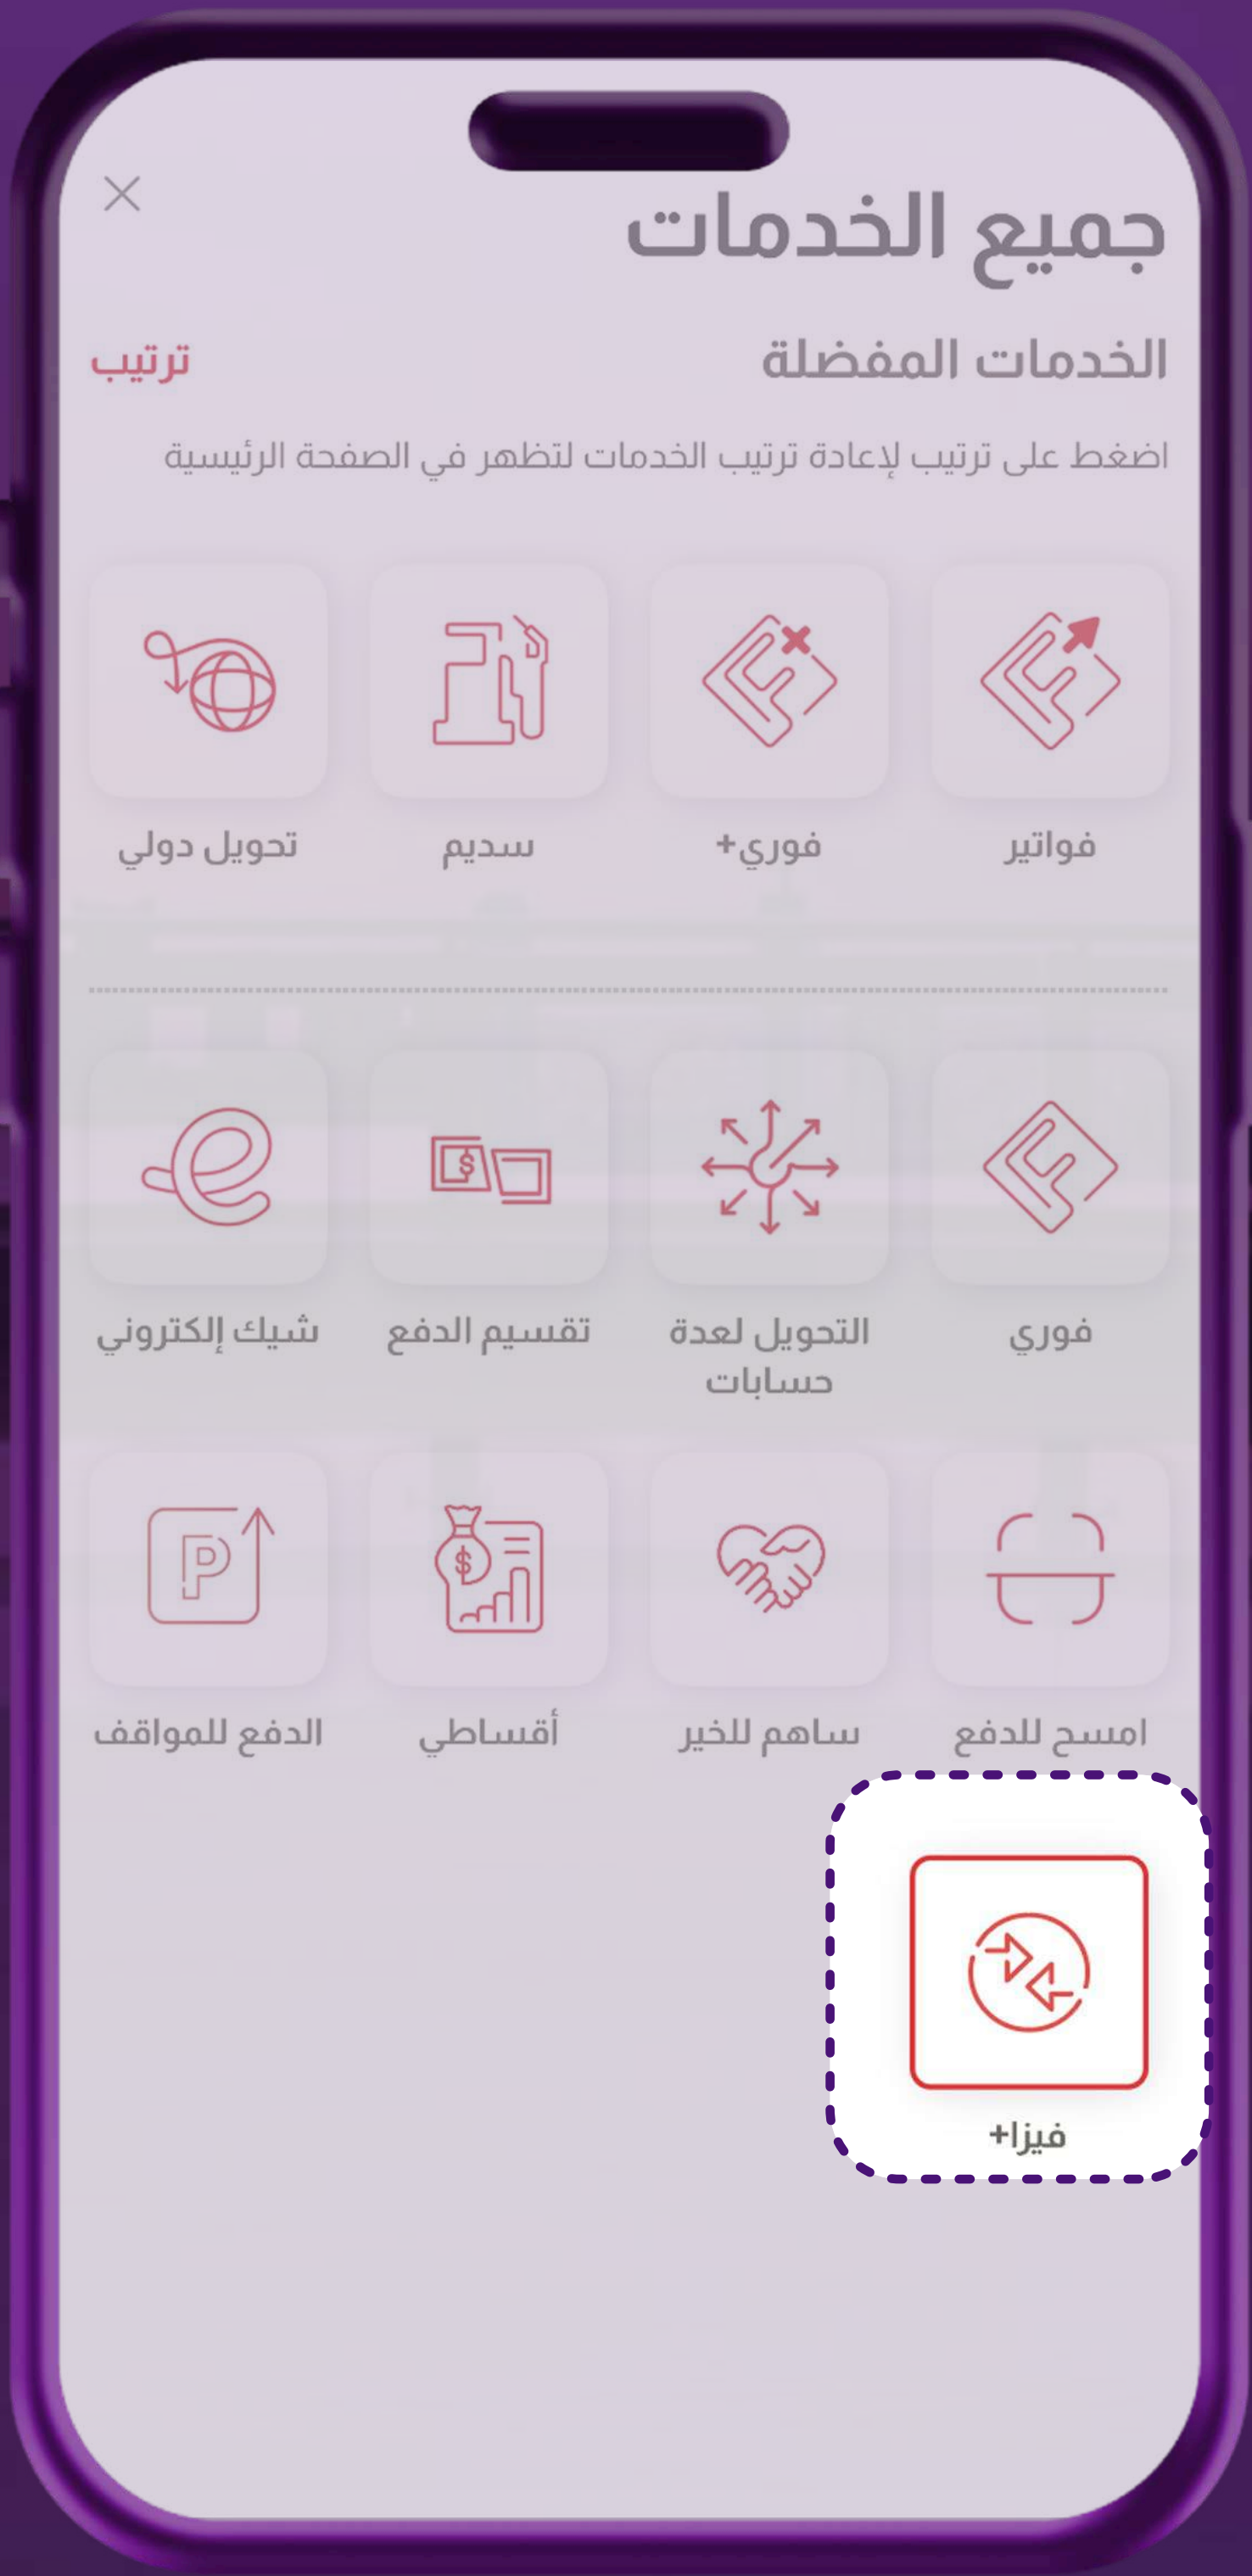 جميع الخدمات
الخدمات المفضلة
ترتيب
اضغط على ترتيب لإعادة ترتيب الخدمات لتظهر في الصفحة الرئيسية
فواتير
فوري+
سديم
تحويل دولي
فوري
التحويل لعدة
حسابات
تقسيم الدفع
شيك إلكتروني
امسح للدفع
ساهم للخير
أقساطي
الدفع للمواقف
P
فيزا+